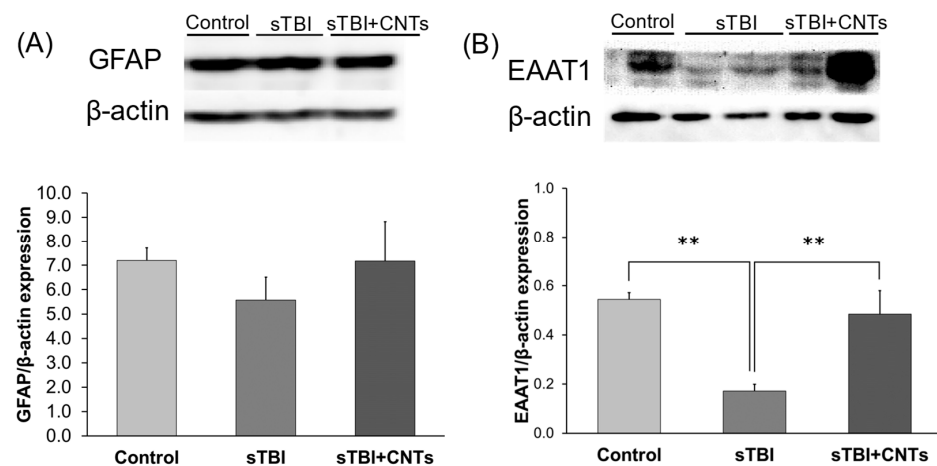 (A)
Control sTBI sTBI+CNTs
GFAP
β-actin
GFAP/β-actin expression
10.0
9.0
8.0
7.0
6.0
5.0
4.0
3.0
2.0
1.0
0.0
Control sTBI sTBI+CNTs
(B)
Control sTBI sTBI+CNTs
EAAT1
β-actin
EAAT1/β-actin expression
1.0
0.8
0.6
0.4
0.2
0.0
** **
Control sTBI sTBI+CNTs